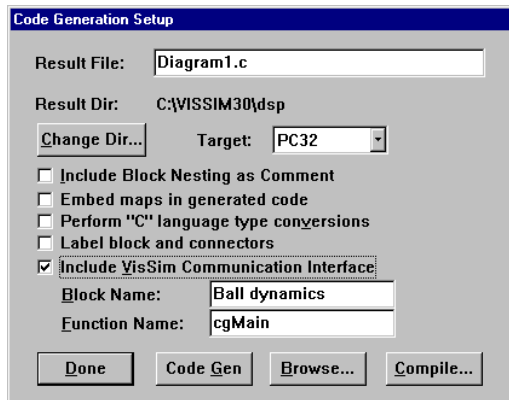 Code Generation Setup
Result File: Diagram1.c
Result Dir: C:\VISSIM30\dsp
Change Dir... Target: PC32
Include Block Nesting as Comment
Embed maps in generated code
Perform "C" language type conversions
Label block and connectors
Include VisSim Communication Interface
Block Name: Ball dynamics
Function Name: cgMain
Done Code Gen Browse... Compile...